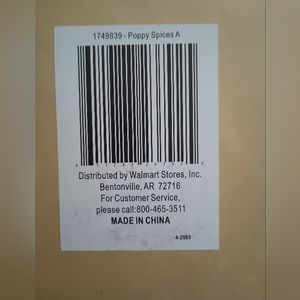 1749839 - Poppy Spices A
Distributed by Walmart Stores, Inc.
Bentonville, AR 72716
For Customer Service,
please call:800-465-3511
MADE IN CHINA
4-2593